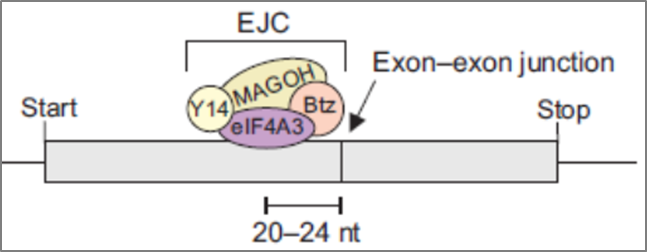 EJC
Exon–exon junction
MAGOH
Y14
Btz
eIF4A3
Start
Stop
20–24 nt